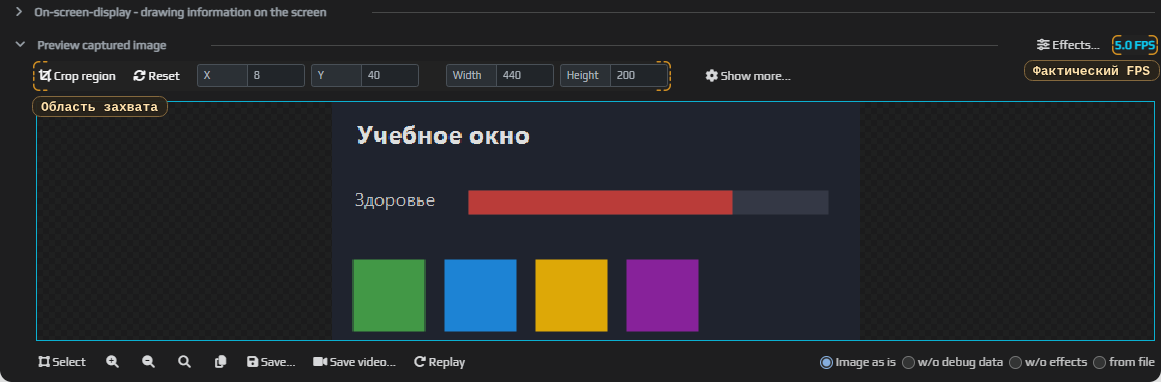 On-screen-display - drawing information on the screen
Preview captured image Effects... 5.0 FPS
Crop region Reset X 8 Y 40 Width 440 Height 200 Show more... Фактический FPS
Область захвата
Учебное окно
Здоровье
Select Save... Save video... Replay Image as is w/o debug data w/o effects from file